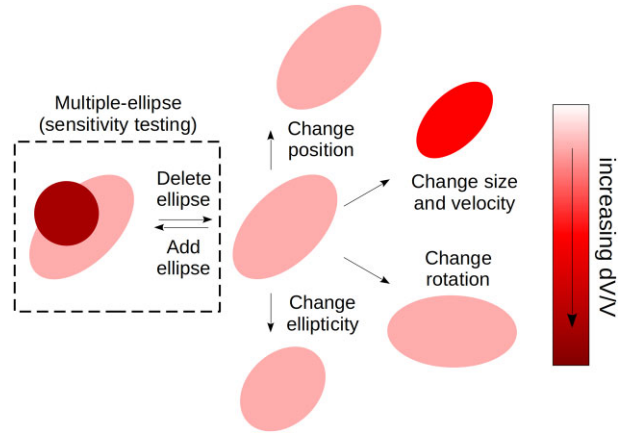 Multiple-ellipse
(sensitivity testing)
Delete
ellipse
Add
ellipse
Change
position
Change size
and velocity
Change
rotation
Change
ellipticity
increasing dV/V